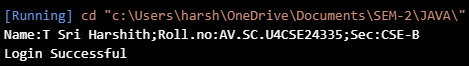 [Running] cd "c:\Users\harsh\OneDrive\Documents\SEM-2\JAVA\"
Name:T Sri Harshith;Roll.no:AV.SC.U4CSE24335;Sec:CSE-B
Login Successful